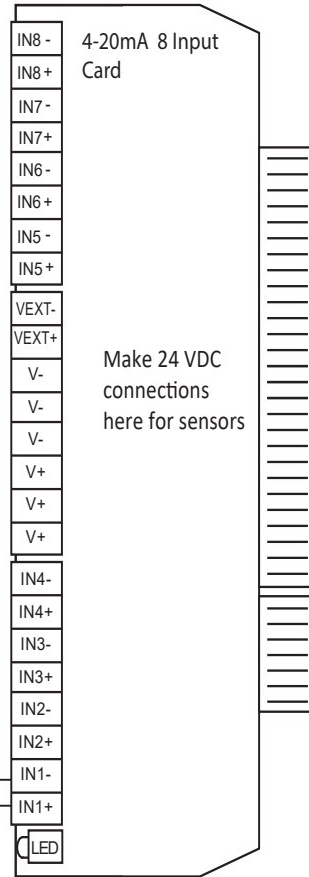 IN8 -
4-20mA 8 Input
Card
IN8 +
IN7 -
IN7+
IN6 -
IN6 +
IN5 -
IN5 +
VEXT-
VEXT+
V-
V-
V-
V+
V+
V+
Make 24 VDC
connections
here for sensors
IN4-
IN4+
IN3-
IN3+
IN2-
IN2+
IN1-
IN1+
LED